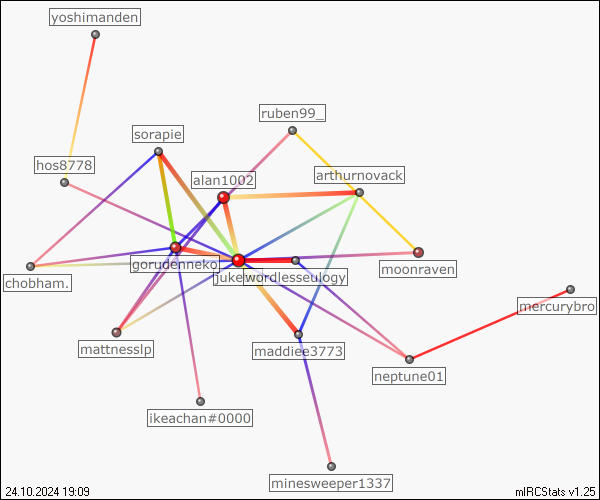 yoshimanden
ruben99_
sorapie
hos8778
alan1002
arthurnovack
gorudenneko
jukewordlesseulogy
moonraven
chobham.
mercurybro
mattnesslp
maddiee3773
neptune01
ikeachan#0000
minesweeper1337
24.10.2024 19:09
mIRCStats v1.25